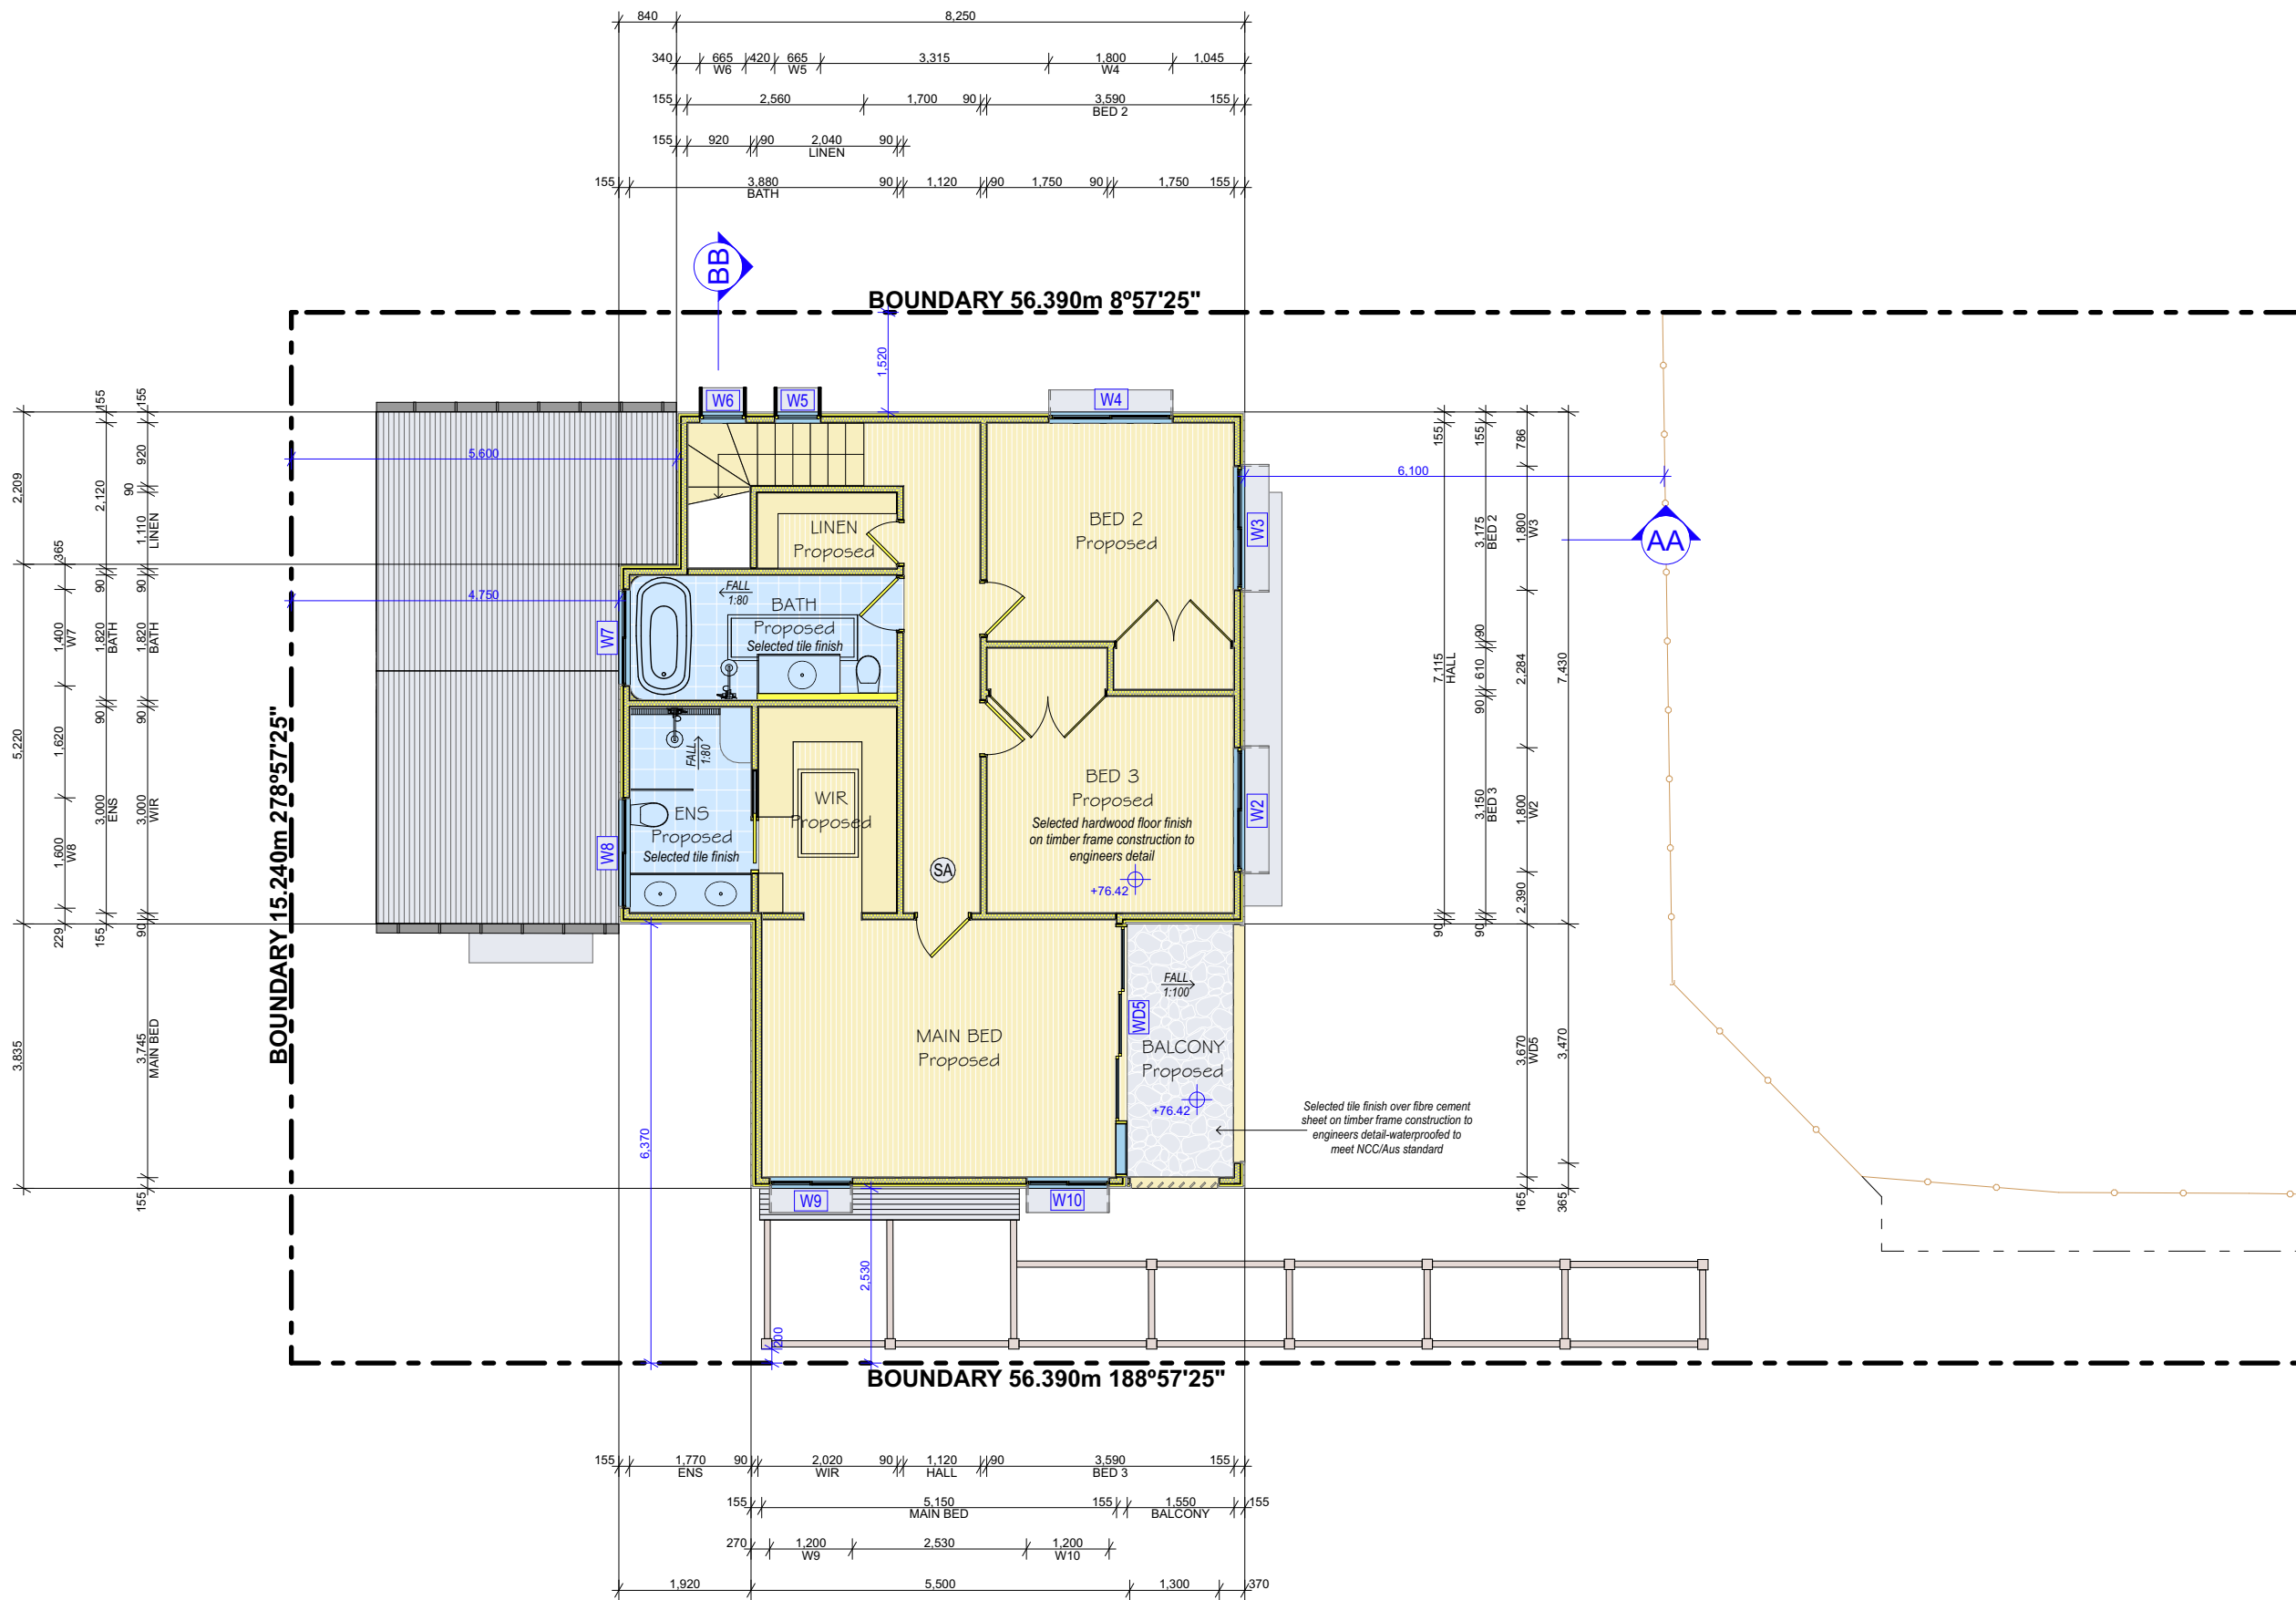 840 8,250
340 665 420 665 3,315 1,800 1,045
W6 W5 W4
155 2,560 1,700 90 3,590 155
BED 2
155 920 90 2,040 90
LINEN
155 3,880 90 1,120 90 1,750 90 1,750 155
BATH
BB
BOUNDARY 56.390m 8º57'25"
1,520
W6 W5 W4
5,600
6,100
AA
W3
LINEN
Proposed
BED 2
Proposed
4,750
FALL
1:80
BATH
Proposed
Selected tile finish
W7
FALL
1:80
WIR
Proposed
ENS
Proposed
Selected tile finish
W8
SA
BED 3
Proposed
Selected hardwood floor finish
on timber frame construction to
engineers detail
+76.42
W2
MAIN BED
Proposed
WD5
FALL
1:100
BALCONY
Proposed
+76.42
Selected tile finish over fibre cement
sheet on timber frame construction to
engineers detail-waterproofed to
meet NCC/Aus standard
6,370
W9 W10
2,530
200
BOUNDARY 56.390m 188º57'25"
BOUNDARY 15.240m 278º57'25"
2,209
5,220
3,835
365
1,400
W7
1,620
1,600
W8
229
155
2,120
90
1,820
BATH
90
3,000
ENS
155
155
920
90
1,110
LINEN
90
1,820
BATH
90
3,000
WIR
90
3,745
MAIN BED
155
155
7,115
HALL
90
155
3,175
BED 2
90
610
90
3,150
BED 3
90
786
1,800
W3
2,284
1,800
W2
2,390
3,670
WD5
165
7,430
3,470
365
155 1,770 90 2,020 90 1,120 90 3,590 155
ENS WIR HALL BED 3
155 5,150 155 1,550 155
MAIN BED BALCONY
270 1,200 2,530 1,200
W9 W10
1,920 5,500 1,300 370